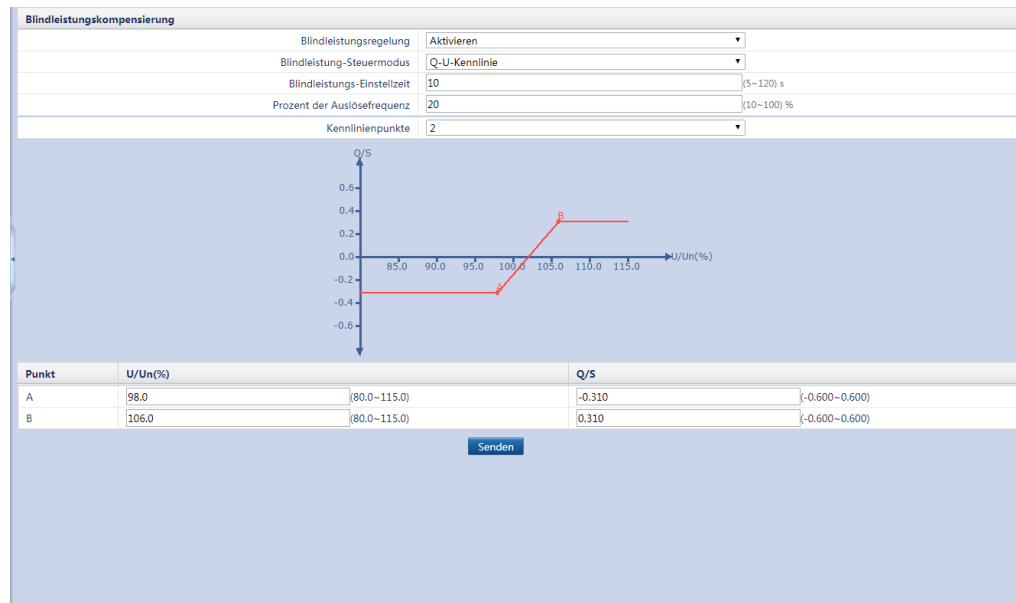 Blindleistungskompensierung
Blindleistungsregelung Aktivieren
Blindleistung-Steuermodus Q-U-Kennlinie
Blindleistungs-Einstellzeit 10 (5~120) s
Prozent der Auslösefrequenz 20 (10~100) %
Kennlinienpunkte 2
Q/S
0.6
0.4
B
0.2
0.0 U/Un(%)
85.0 90.0 95.0 100.0 105.0 110.0 115.0
-0.2
A
-0.4
-0.6
Punkt U/Un(%) Q/S
A 98.0 (80.0~115.0) -0.310 (-0.600~0.600)
B 106.0 (80.0~115.0) 0.310 (-0.600~0.600)
Senden